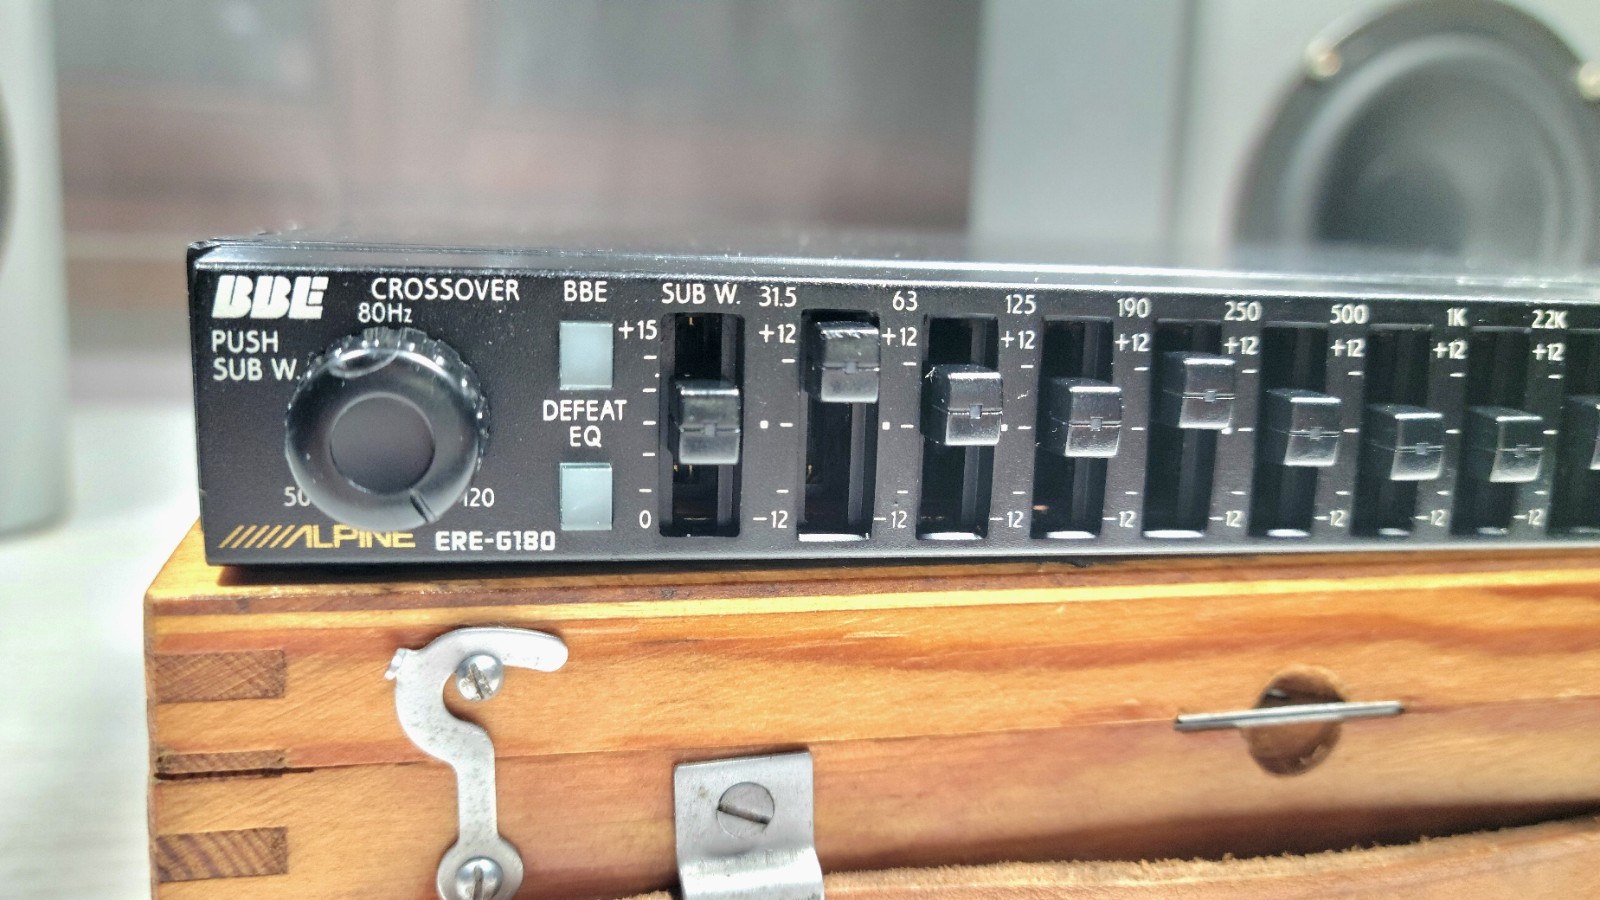 BBE CROSSOVER BBE SUB W. 31.5 63 125 190 250 500 1K 2.2K
80Hz
PUSH
SUB W.
+15 +12 +12 +12 +12 +12 +12 +12 +12
DEFEAT
EQ
50 120
0 -12 -12 -12 -12 -12 -12 -12 -12
ALPINE ERE-G180